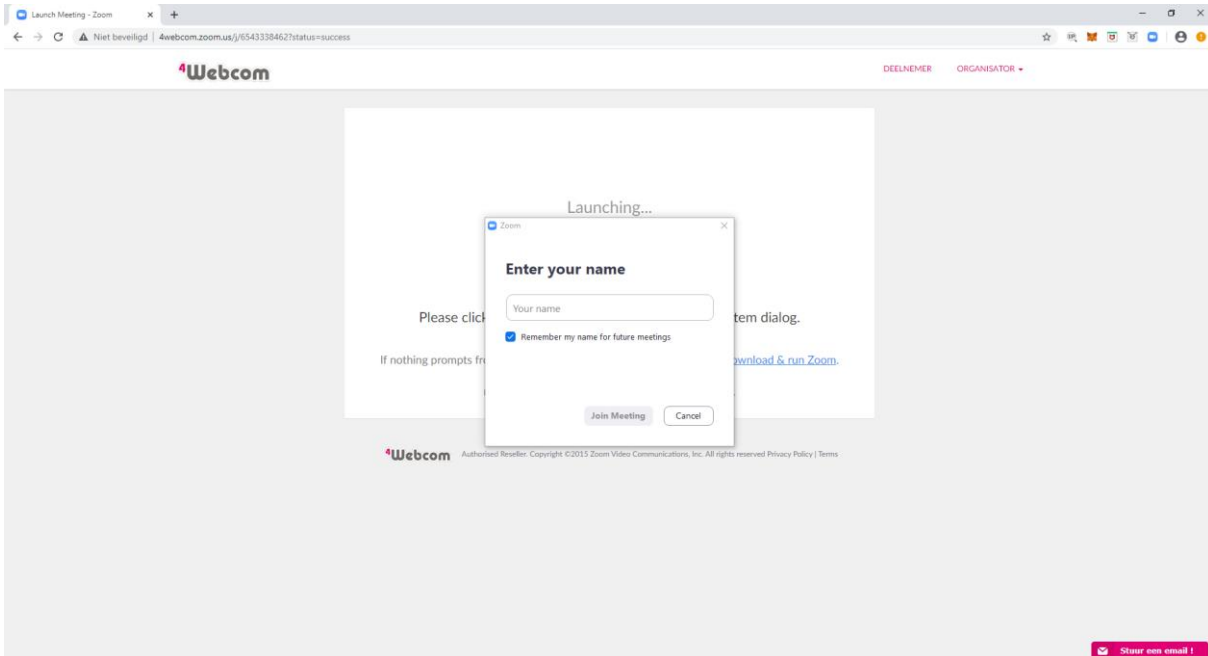 Launch Meeting - Zoom
Niet beveiligd | 4webcom.zoom.us/j/6543338462?status=success
4Webcom
DEELNEMER ORGANISATOR
Launching...
Zoom
Enter your name
Your name
Please click tem dialog.
Remember my name for future meetings
If nothing prompts fr ownload & run Zoom.
Join Meeting Cancel
4Webcom Authorised Reseller. Copyright ©2015 Zoom Video Communications, Inc. All rights reserved Privacy Policy | Terms
Stuur een email !